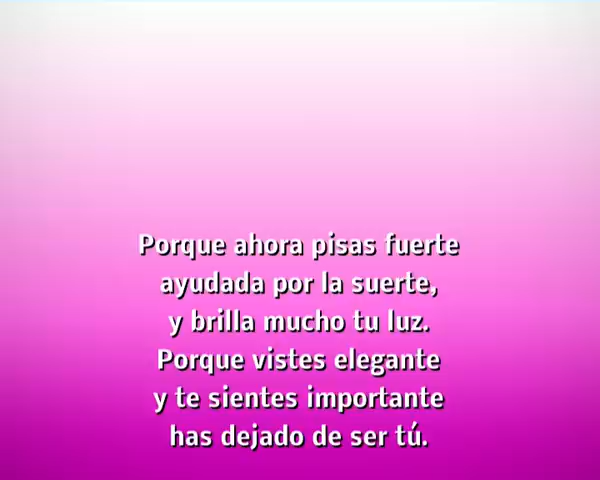 Porque ahora pisas fuerte
ayudada por la suerte,
y brilla mucho tu luz.
Porque vistes elegante
y te sientes importante
has dejado de ser tú.